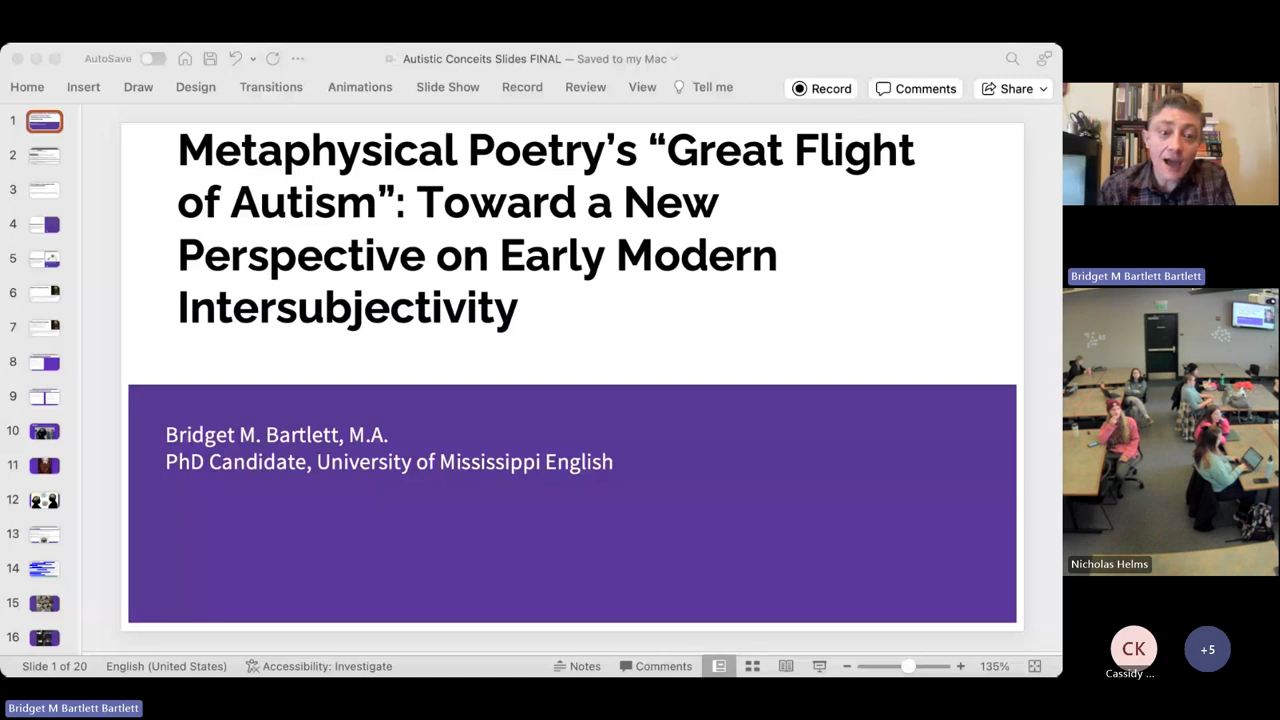 AutoSave
Autistic Conceits Slides FINAL — Saved to my Mac
Home Insert Draw Design Transitions Animations Slide Show Record Review View Tell me
Record Comments Share
1
2
3
4
5
6
7
8
9
10
11
12
13
14
15
16
Metaphysical Poetry’s “Great Flight
of Autism”: Toward a New
Perspective on Early Modern
Intersubjectivity
Bridget M. Bartlett, M.A.
PhD Candidate, University of Mississippi English
Slide 1 of 20 English (United States) Accessibility: Investigate Notes Comments 135%
Bridget M Bartlett Bartlett
Nicholas Helms
CK
Cassidy ...
+5
Bridget M Bartlett Bartlett